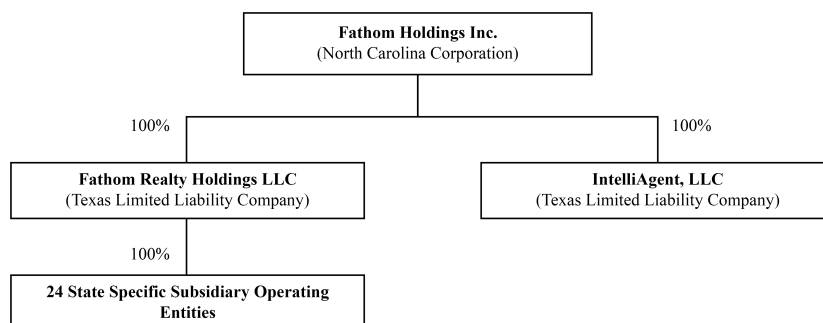 Fathom Holdings Inc.
(North Carolina Corporation)
100%
100%
Fathom Realty Holdings LLC
(Texas Limited Liability Company)
IntelliAgent, LLC
(Texas Limited Liability Company)
100%
24 State Specific Subsidiary Operating
Entities